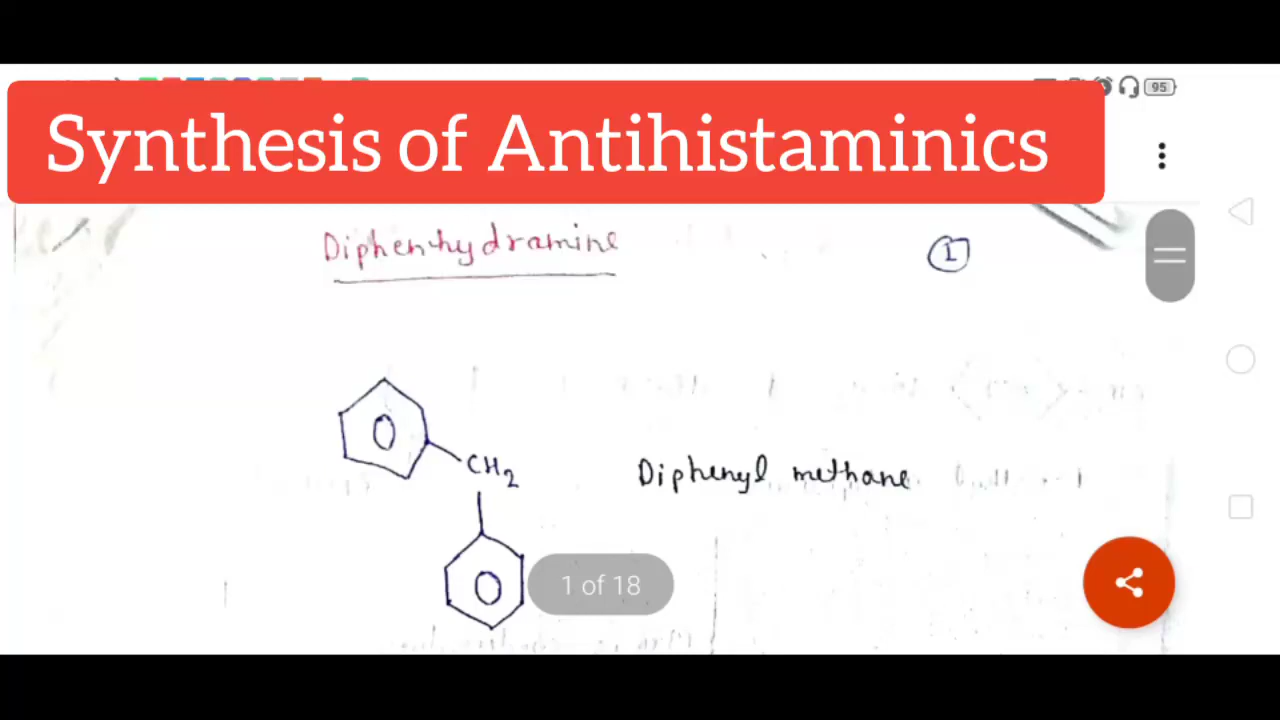 95
Synthesis of Antihistaminics
Diphenhydramine
1
CH2
Diphenyl methane
1 of 18